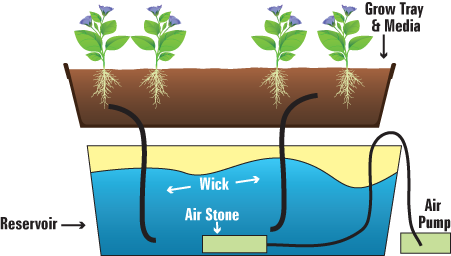 Grow Tray
& Media
Wick
Air Stone
Reservoir
Air
Pump